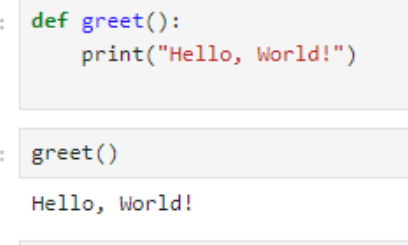 def greet():
    print("Hello, World!")
greet()
Hello, World!